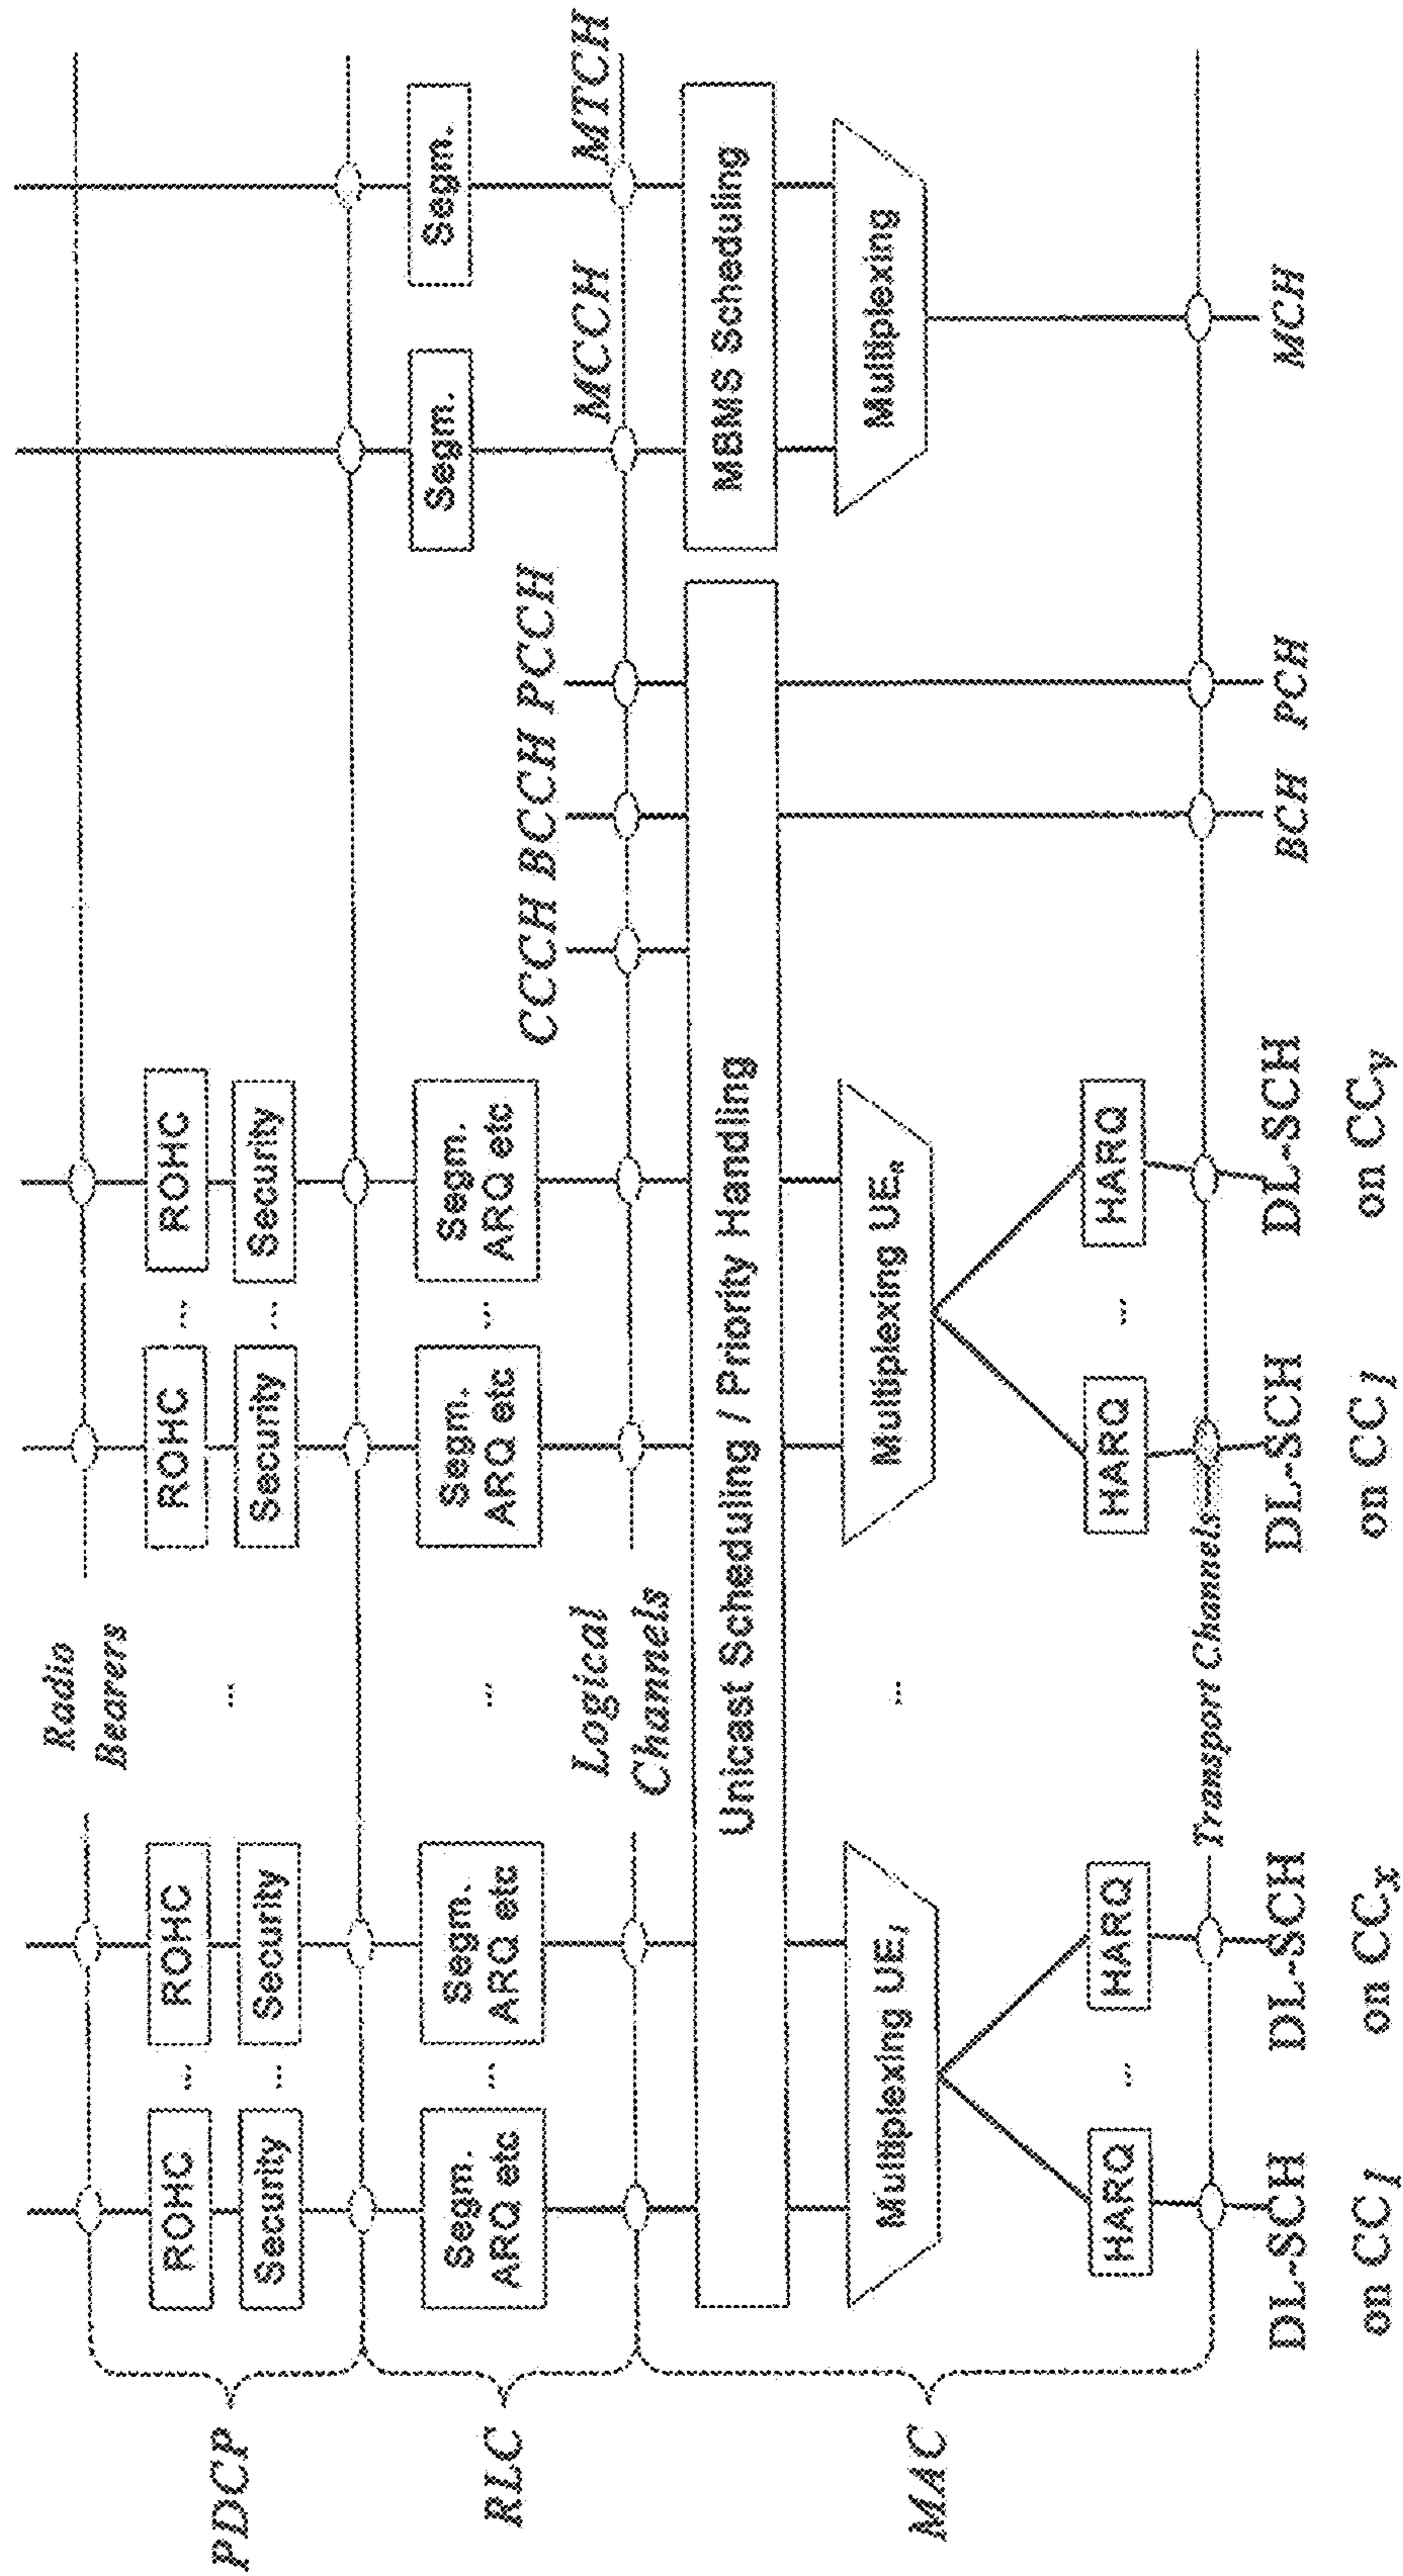 Radio
Bearers
PDCP
ROHC
...
ROHC
...
ROHC
...
ROHC
Security
...
Security
Security
...
Security
RLC
Segm.
ARQ etc
...
Segm.
ARQ etc
...
Segm.
ARQ etc
...
Segm.
ARQ etc
Segm.
Segm.
Logical
Channels
CCCH BCCH PCCH
MCCH
MTCH
MAC
Unicast Scheduling / Priority Handling
MBMS Scheduling
Multiplexing UE1
...
Multiplexing UEn
Multiplexing
HARQ
...
HARQ
HARQ
...
HARQ
Transport Channels
DL-SCH
on CC1
DL-SCH
on CCx
DL-SCH
on CC1
DL-SCH
on CCy
BCH
PCH
MCH